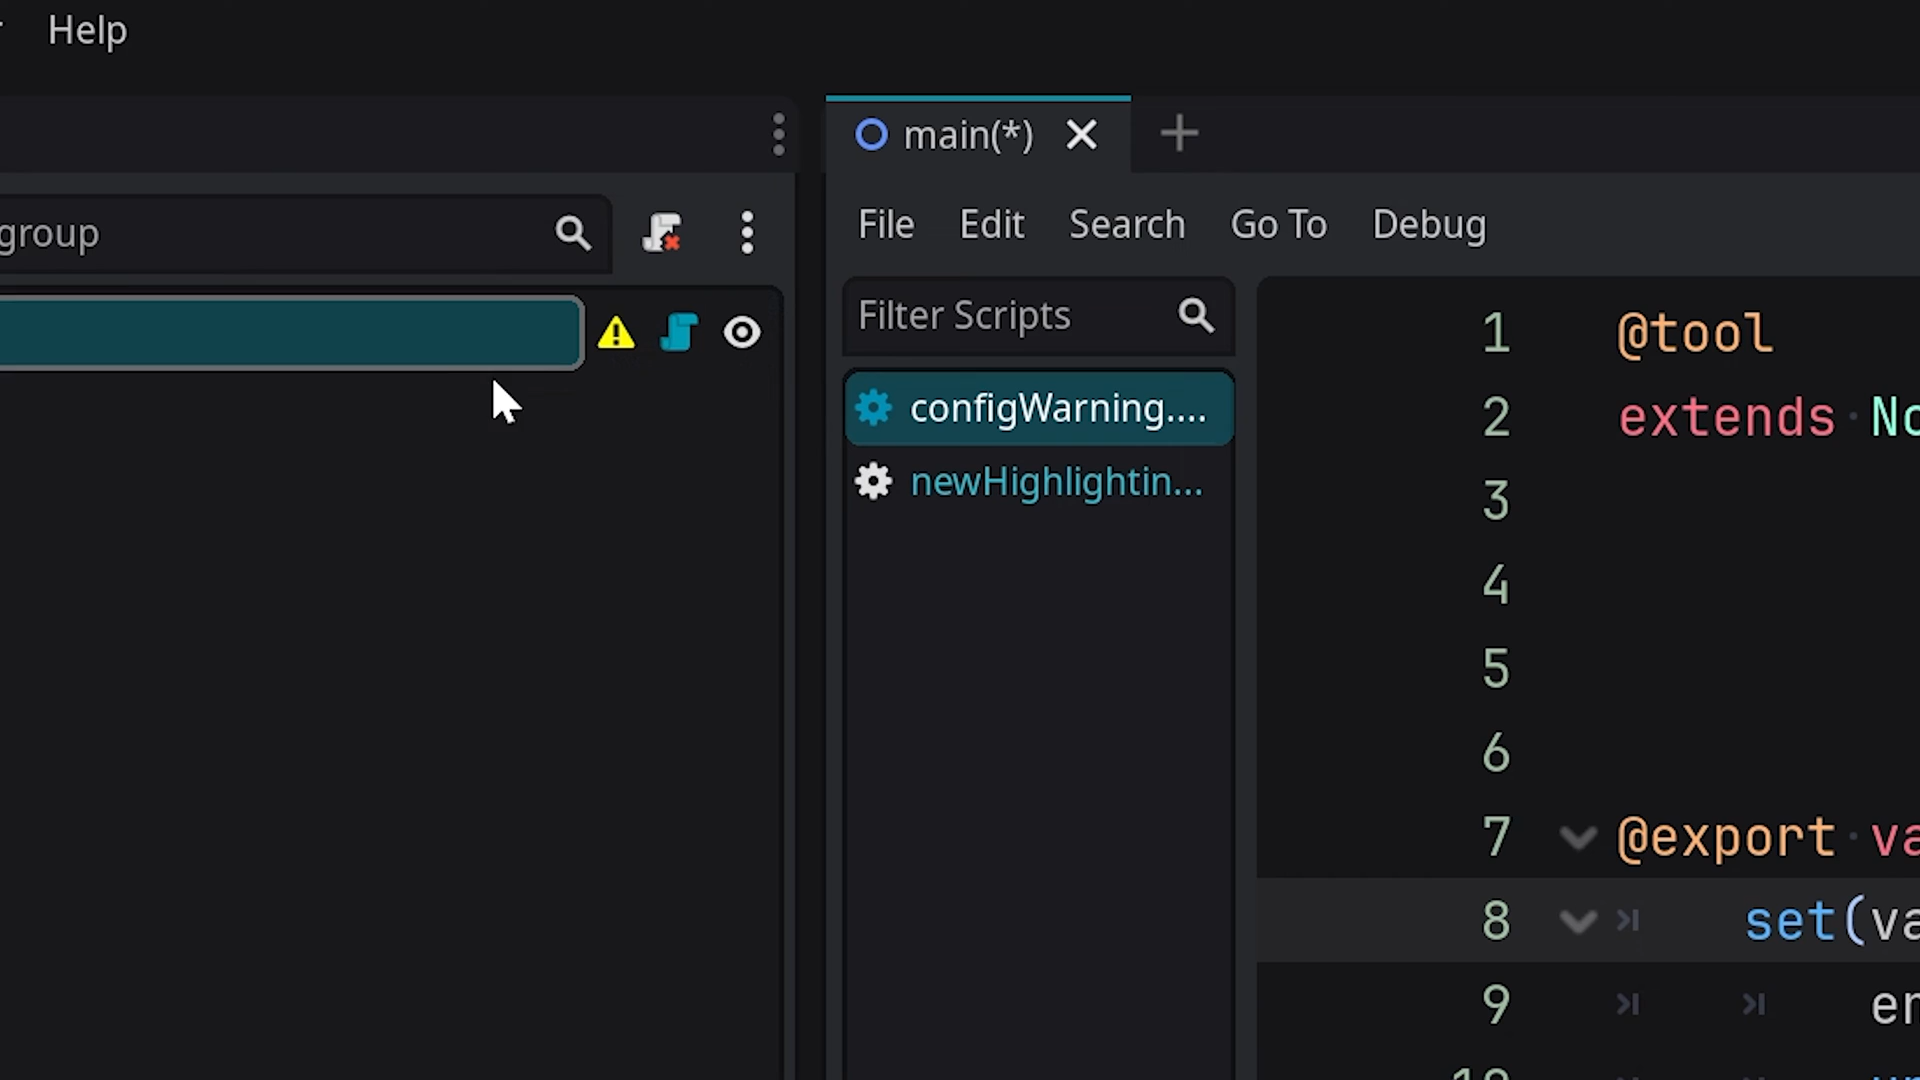 Help
main(*)
group
File Edit Search Go To Debug
Filter Scripts
configWarning....
newHighlightin...
1 @tool
2 extends
3
4
5
6
7 @export
8 set(
9
10